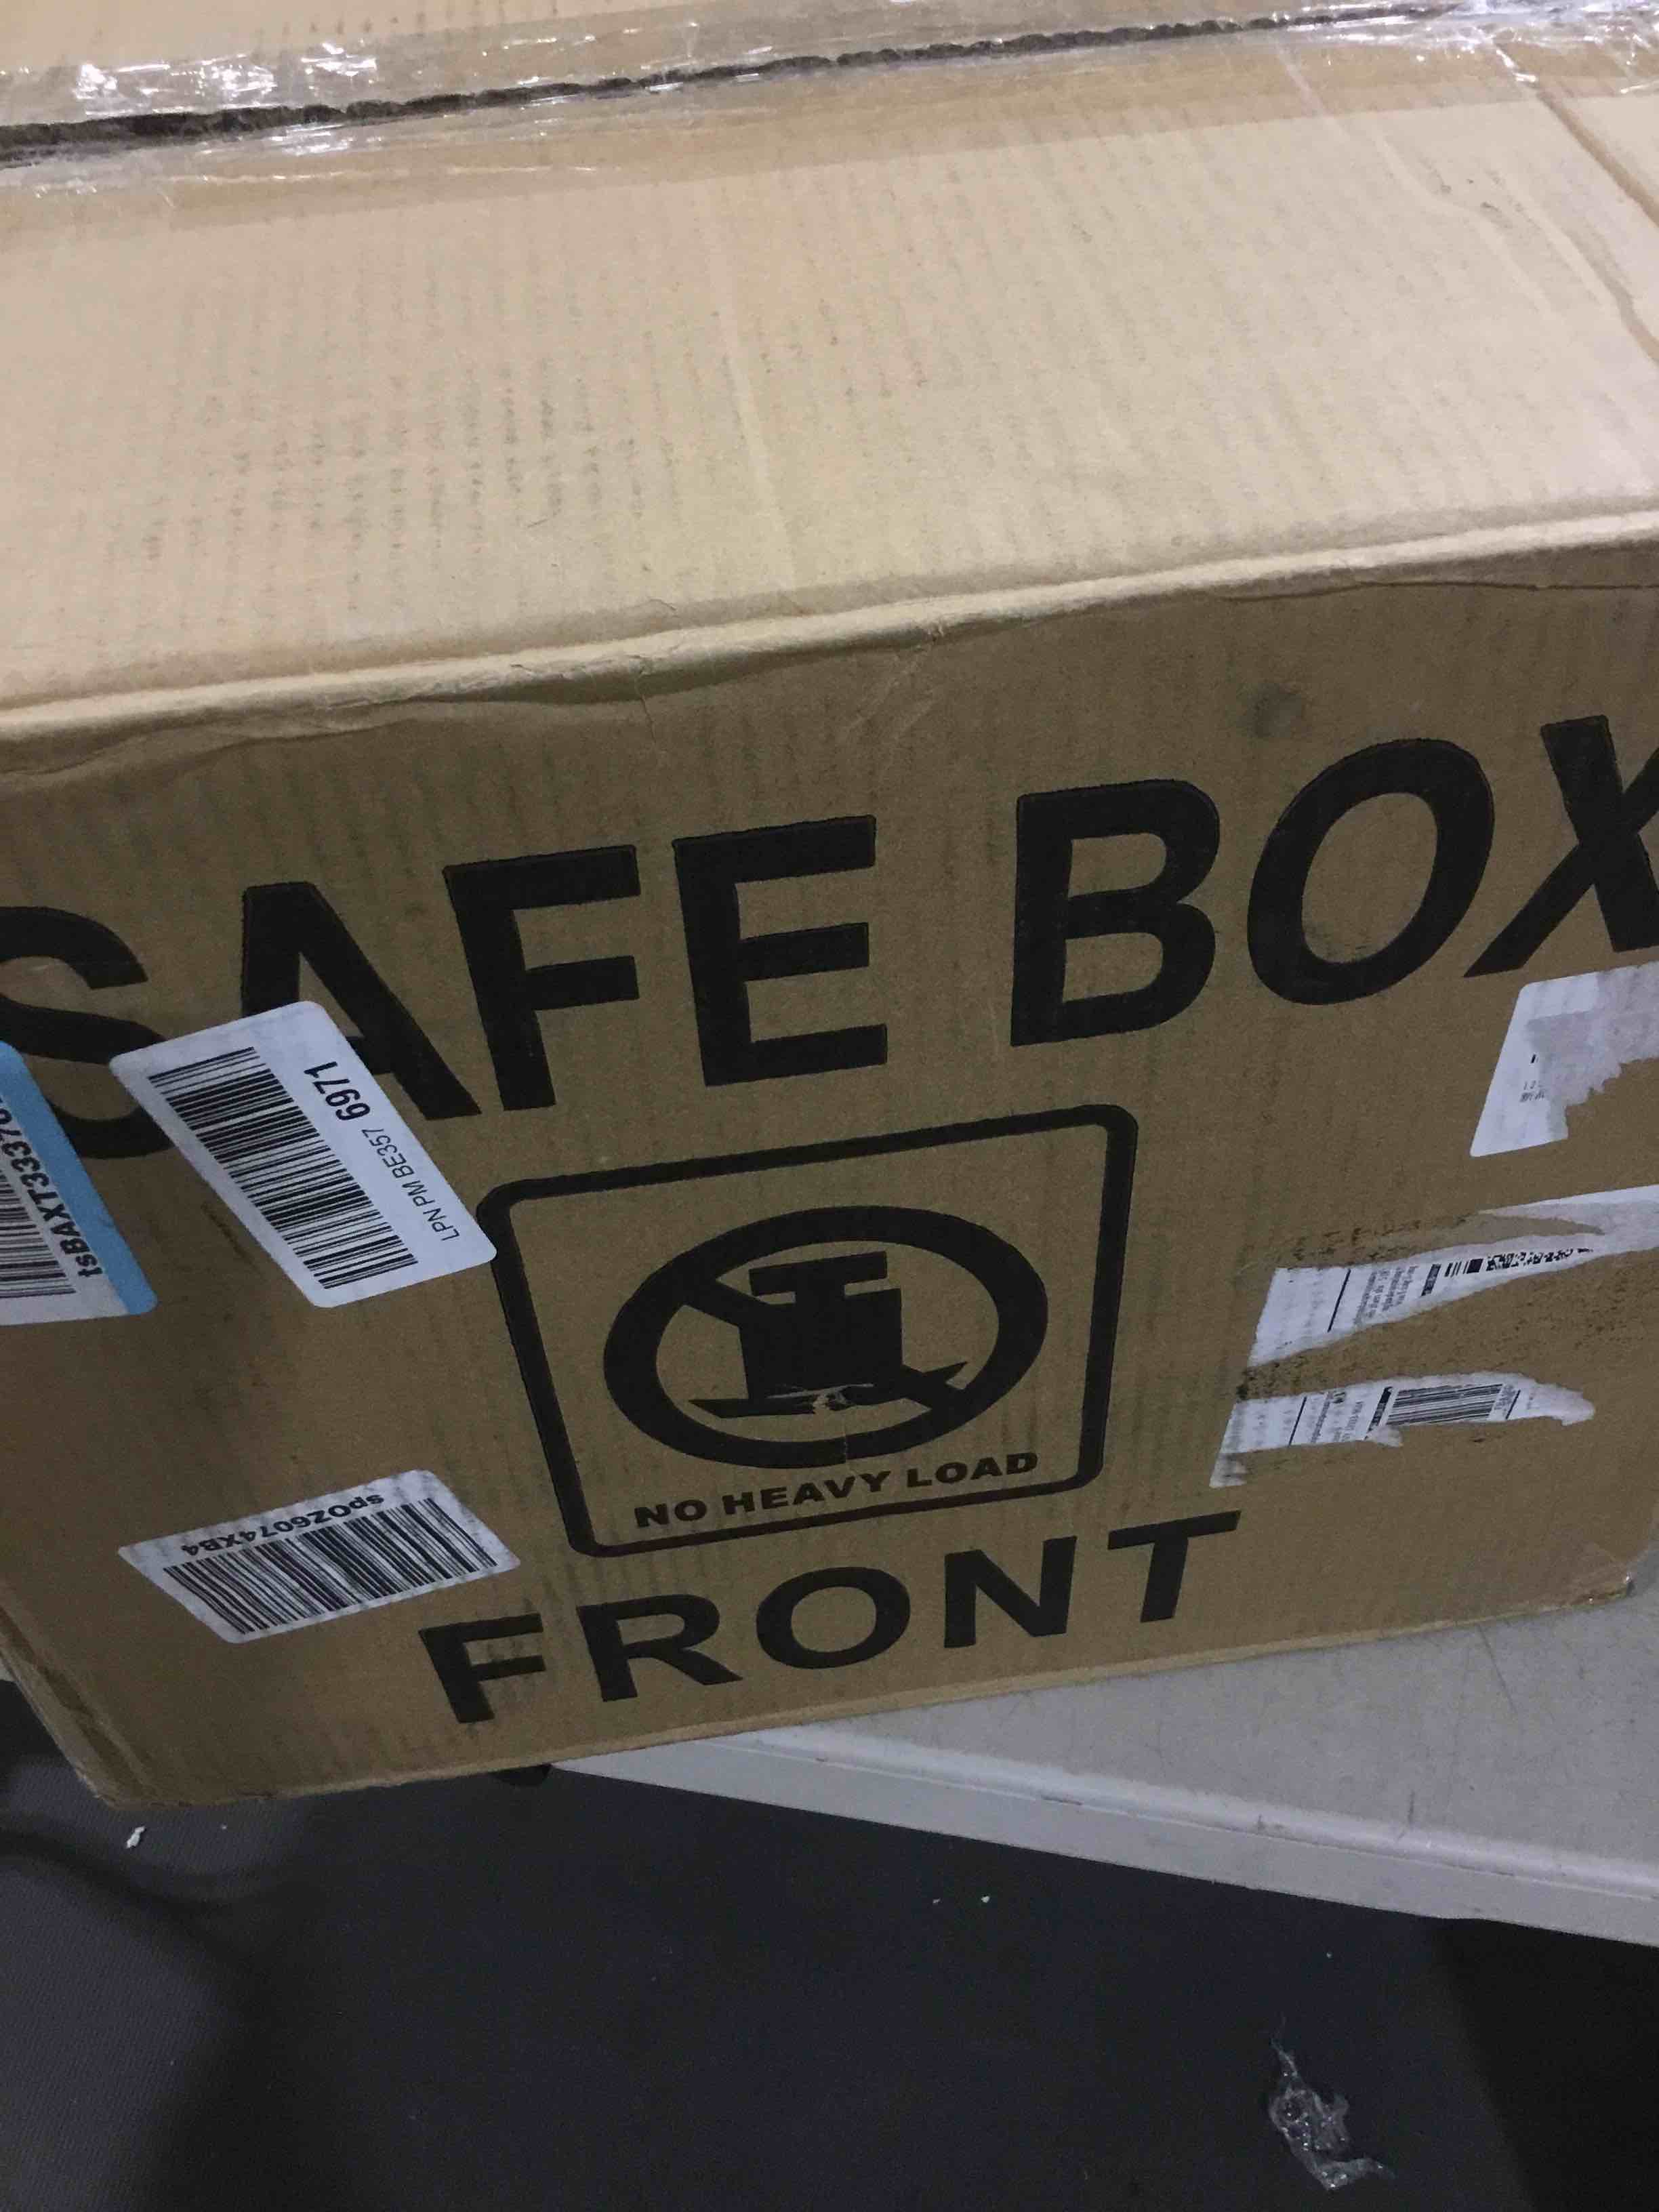 SAFE BOX
LPN PM BE357 6971
NO HEAVY LOAD
spOZ6074XB4
FRONT